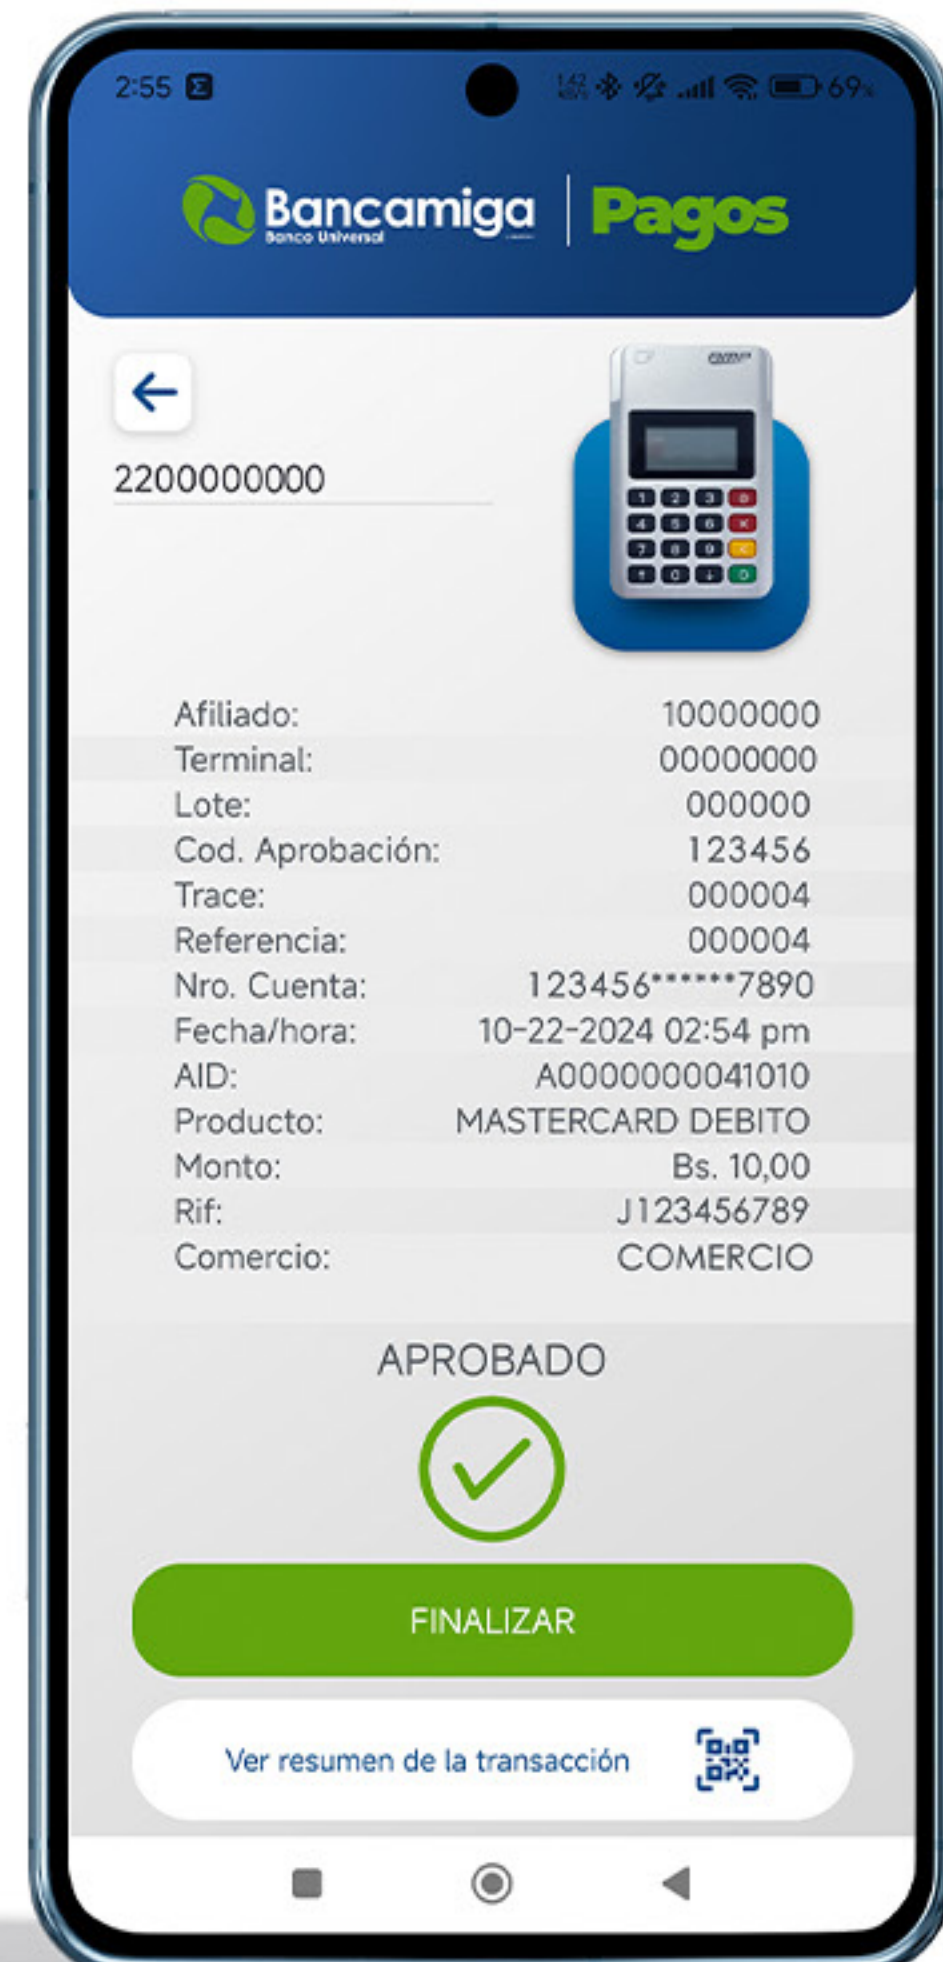 2:55
69%
Bancamiga Pagos
Banco Universal
2200000000
Afiliado: 10000000
Terminal: 00000000
Lote: 000000
Cod. Aprobación: 123456
Trace: 000004
Referencia: 000004
Nro. Cuenta: 123456******7890
Fecha/hora: 10-22-2024 02:54 pm
AID: A0000000041010
Producto: MASTERCARD DEBITO
Monto: Bs. 10,00
Rif: J123456789
Comercio: COMERCIO
APROBADO
FINALIZAR
Ver resumen de la transacción